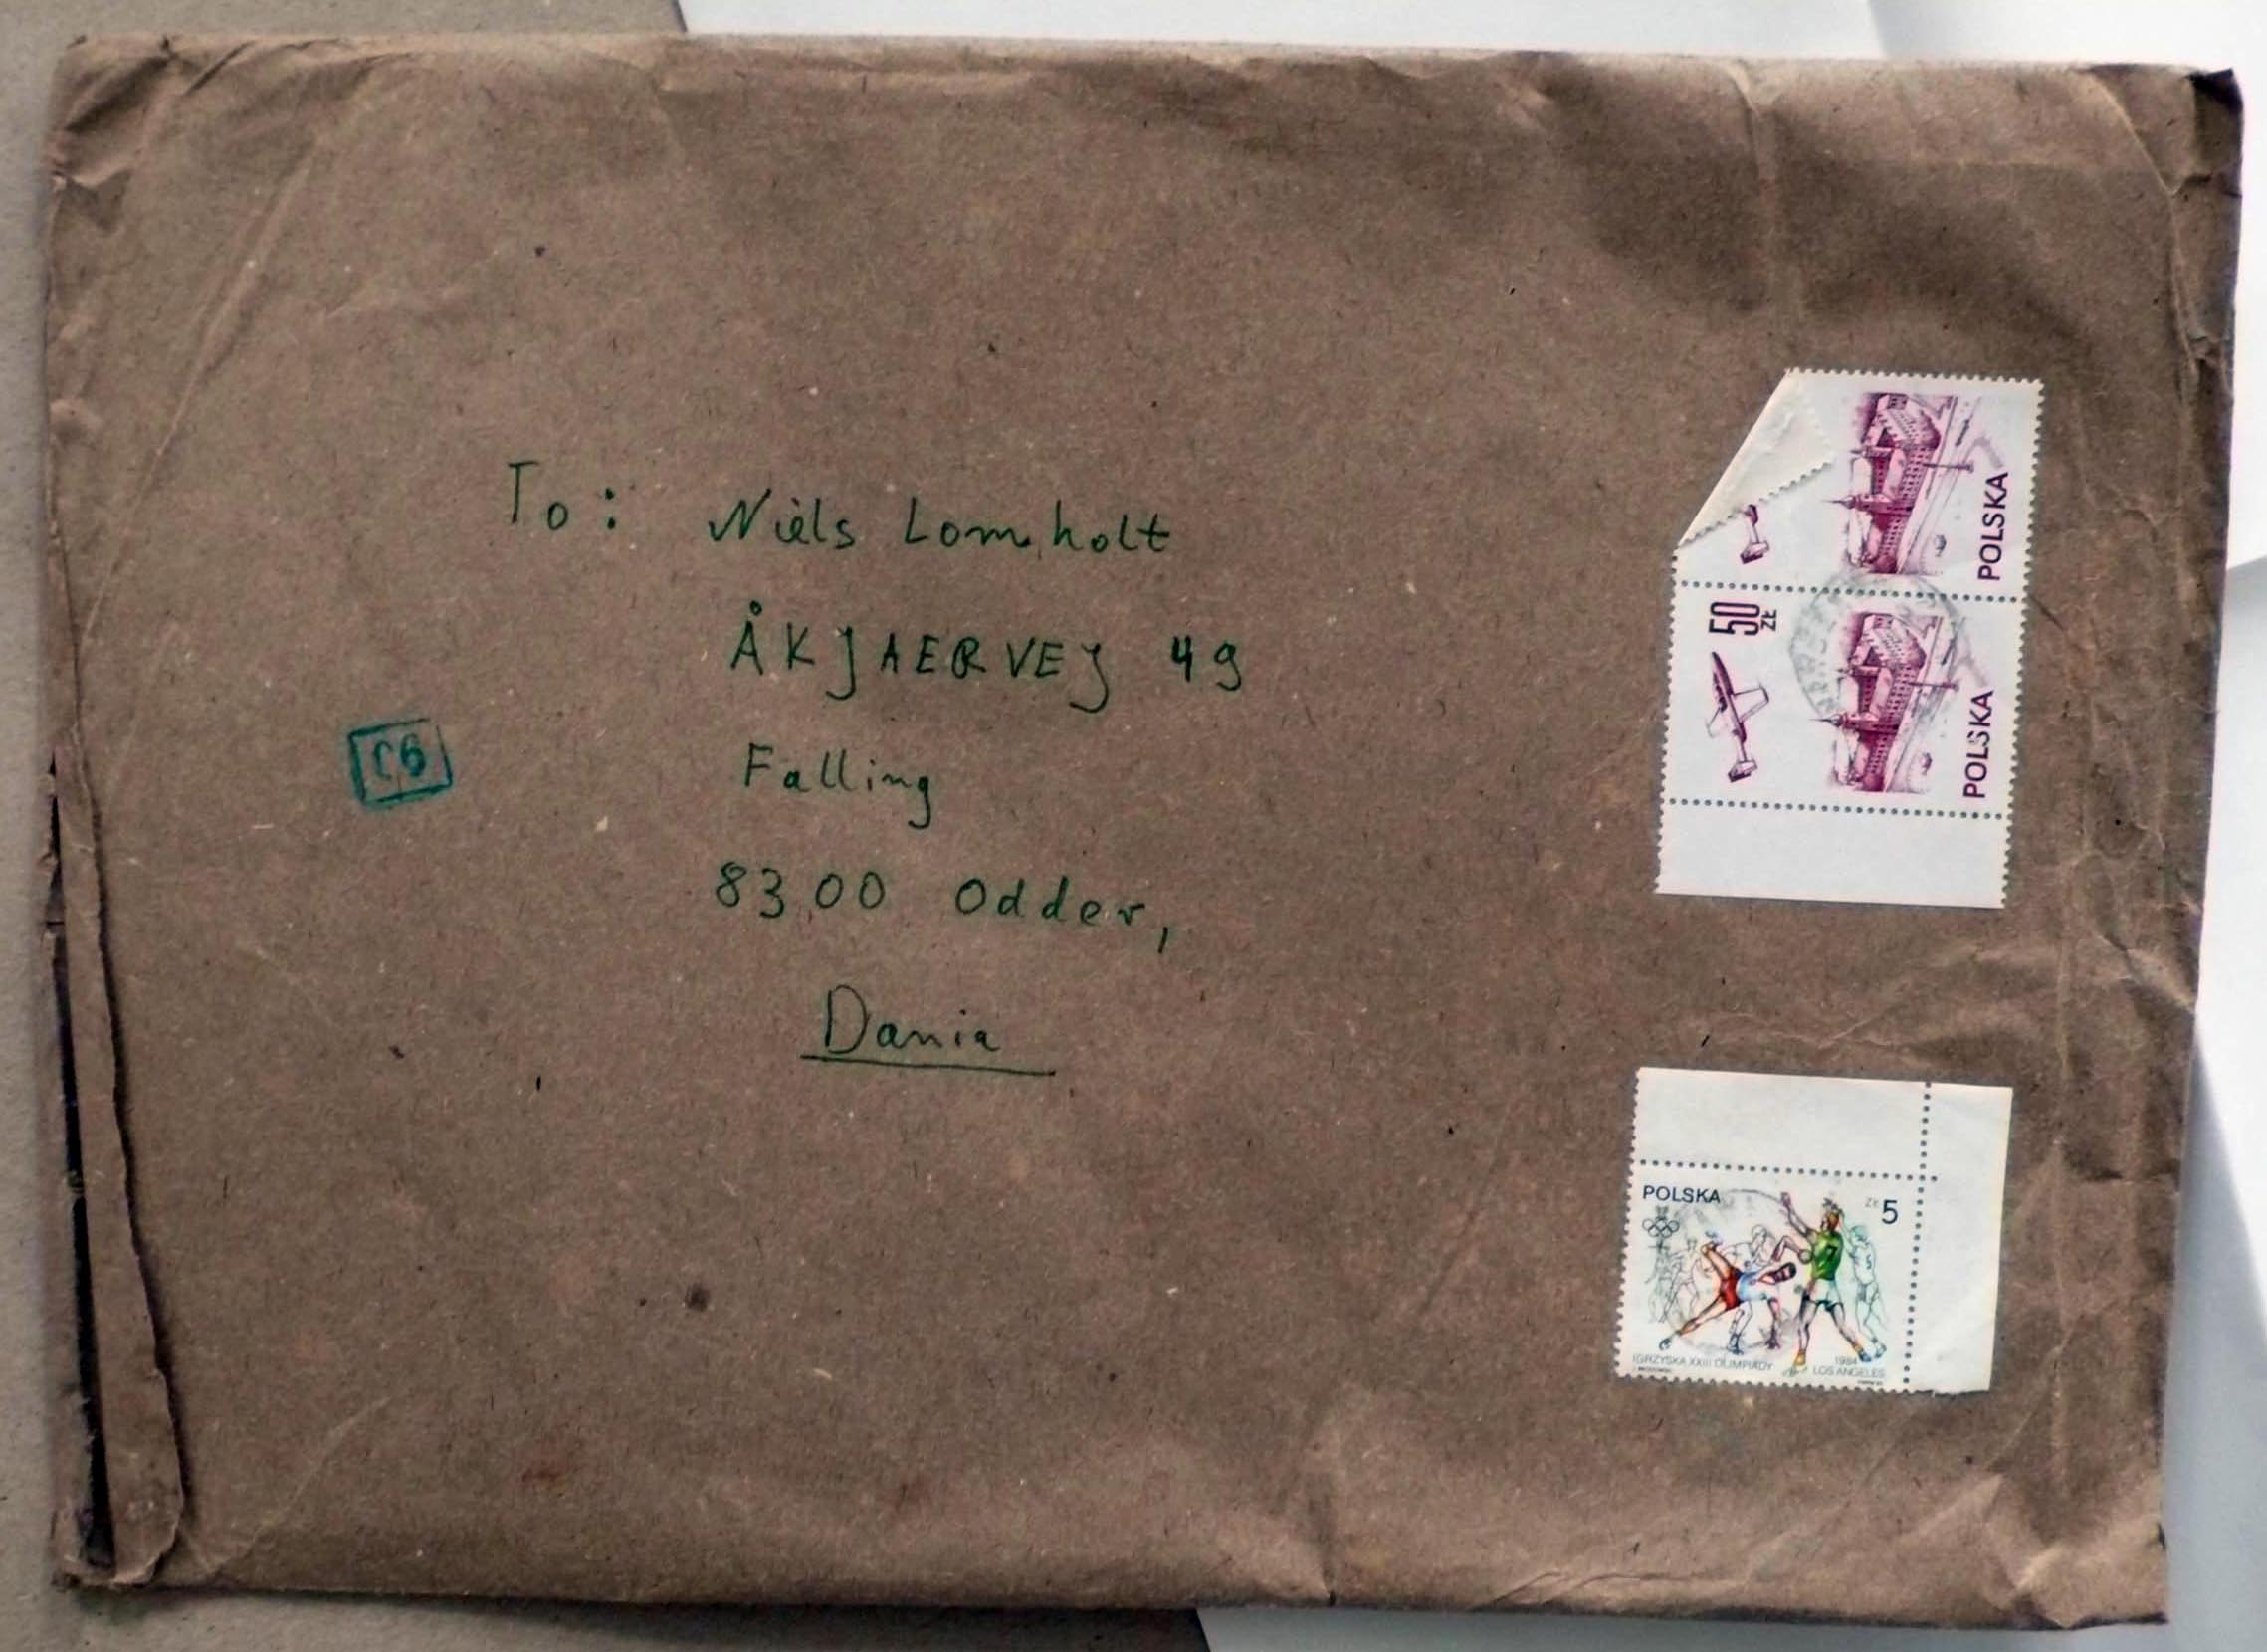 To: Niels Lomholt
ÅKJAERVEJ 49
Falling
8300 Odder,
Dania
C6
POLSKA
50 ZŁ
POLSKA
POLSKA
ZŁ 5
IGRZYSKA XXIII OLIMPIADY
1984
LOS ANGELES